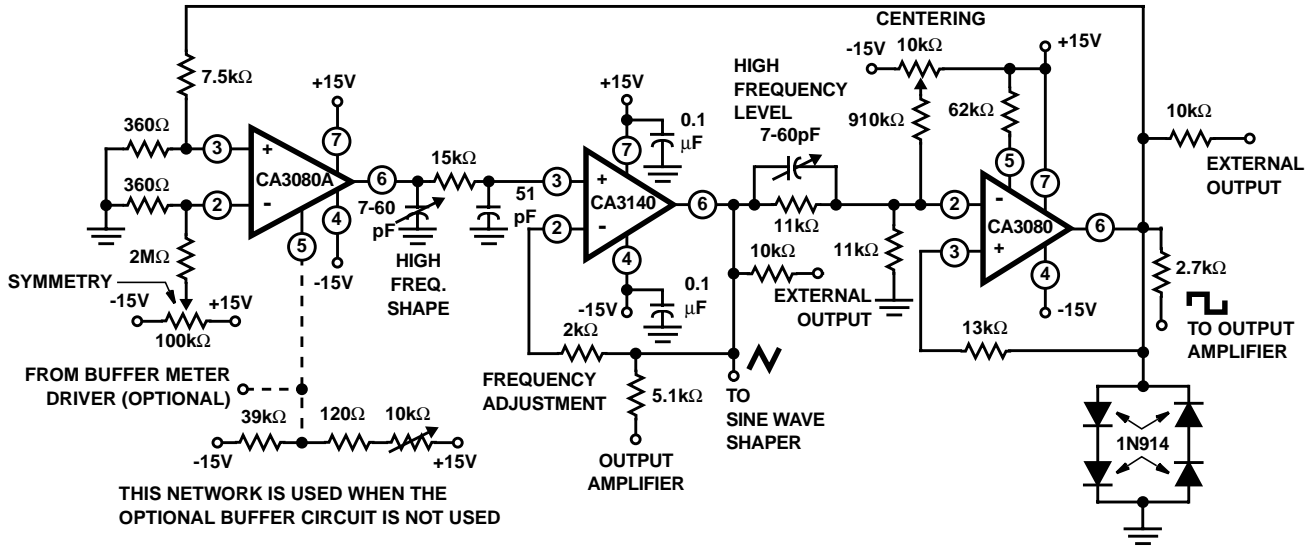 CENTERING
-15V
10kΩ
+15V
7.5kΩ
+15V
+15V
HIGH
FREQUENCY
LEVEL
7-60pF
0.1
µF
910kΩ
62kΩ
10kΩ
EXTERNAL
OUTPUT
360Ω
3
+
7
CA3080A
6
15kΩ
360Ω
2
-
4
5
-15V
7-60
pF
51
pF
HIGH
FREQ.
SHAPE
3
+
7
CA3140
6
2
-
4
-15V
0.1
µF
11kΩ
11kΩ
10kΩ
EXTERNAL
OUTPUT
5
7
2
-
CA3080
6
3
+
4
-15V
2.7kΩ
TO OUTPUT
AMPLIFIER
2MΩ
SYMMETRY
-15V
+15V
100kΩ
2kΩ
13kΩ
FROM BUFFER METER
DRIVER (OPTIONAL)
FREQUENCY
ADJUSTMENT
5.1kΩ
TO
SINE WAVE
SHAPER
39kΩ
120Ω
10kΩ
-15V
+15V
OUTPUT
AMPLIFIER
1N914
THIS NETWORK IS USED WHEN THE
OPTIONAL BUFFER CIRCUIT IS NOT USED